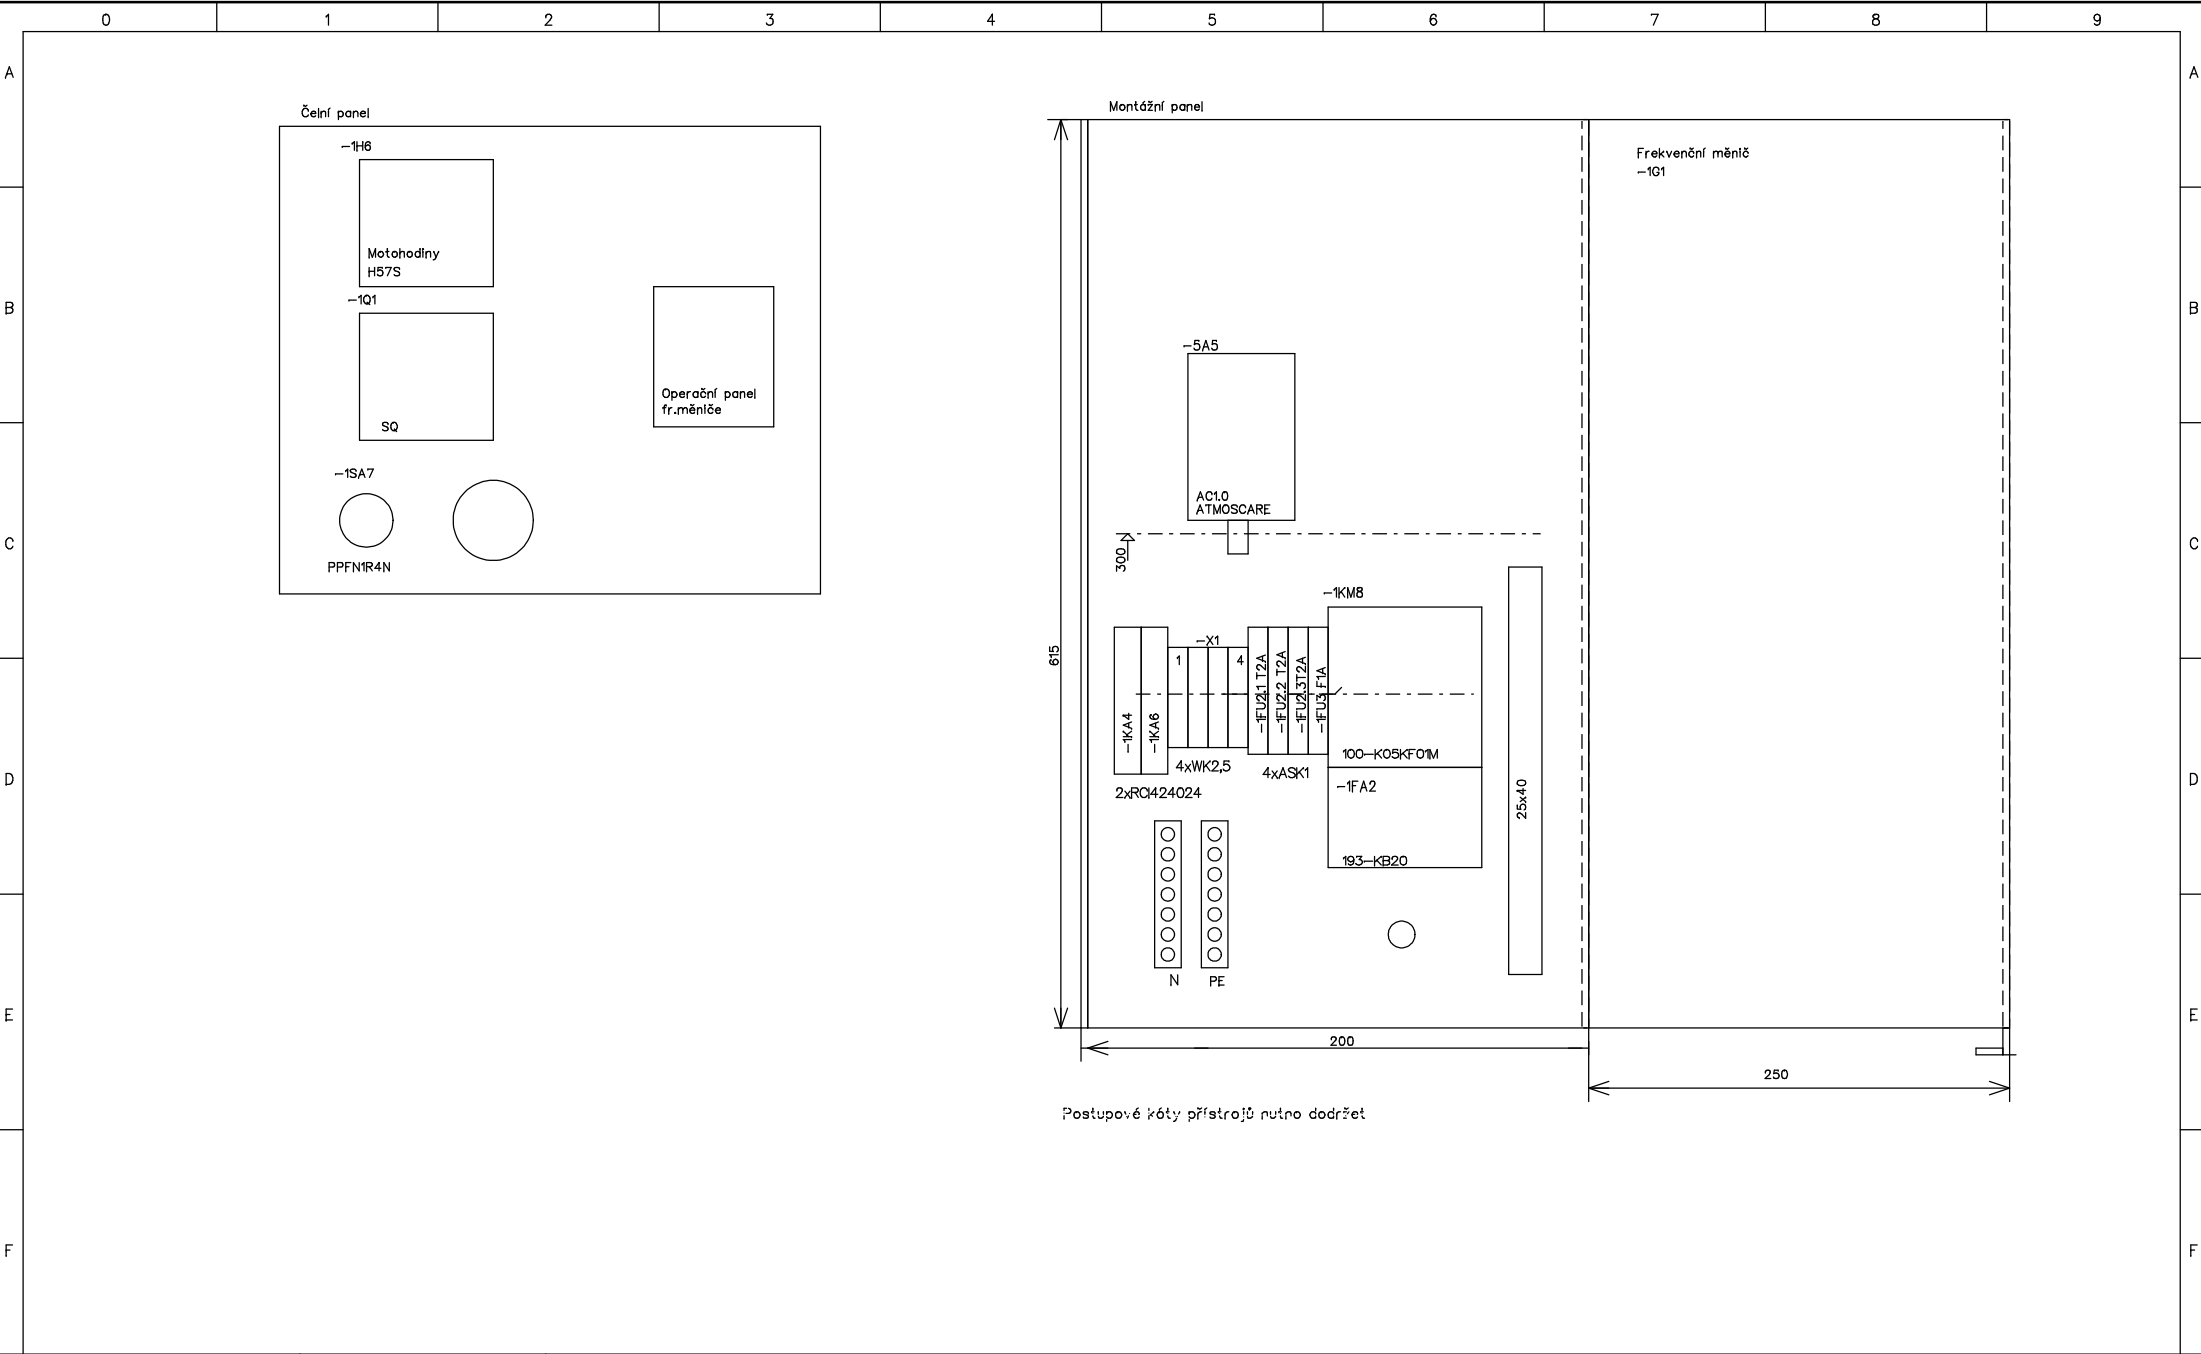 0 1 2 3 4 5 6 7 8 9
A A
B B
C C
D D
E E
F F
Čelní panel
-1H6
Motohodiny
H57S
-1Q1
SQ
-1SA7
PPFN1R4N
Operační panel
fr.měniče
Montážní panel
Frekvenční měnič
-1G1
615
-5A5
AC1.0
ATMOSCARE
300
-1KM8
-X1
1 4
-1KA4
-1KA6
-1FU2.1 T2A
-1FU2.2 T2A
-1FU2.3T2A
-1FU3 F1A
100-K05KF01M
4xWK2,5
4xASK1
2xRCI424024
-1FA2
193-KB20
25x40
N
PE
200
250
Postupové kóty přístrojů nutno dodržet